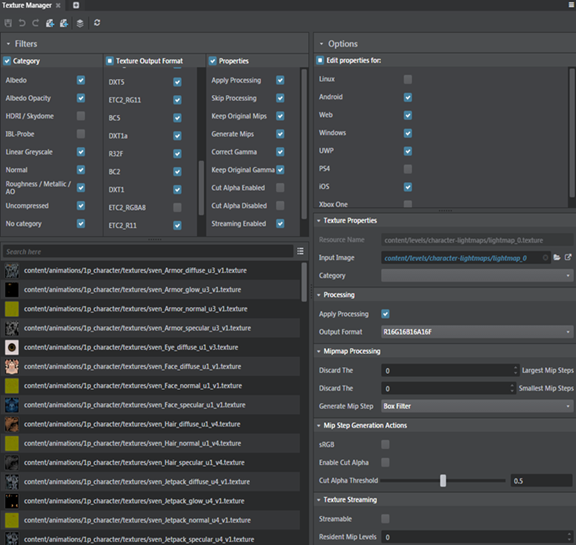 Texture Manager
Filters
Category
Albedo
Albedo Opacity
HDRI / Skydome
IBL-Probe
Linear Greyscale
Normal
Roughness / Metallic /
AO
Uncompressed
No category
Texture Output Format
DXT5
ETC2_RG11
BC5
DXT1a
R32F
BC2
DXT1
ETC2_RGBA8
ETC2_R11
Properties
Apply Processing
Skip Processing
Keep Original Mips
Generate Mips
Correct Gamma
Keep Original Gamma
Cut Alpha Enabled
Cut Alpha Disabled
Streaming Enabled
Search here
content/animations/1p_character/textures/sven_Armor_diffuse_u3_v1.texture
content/animations/1p_character/textures/sven_Armor_glow_u3_v1.texture
content/animations/1p_character/textures/sven_Armor_normal_u3_v1.texture
content/animations/1p_character/textures/sven_Armor_specular_u3_v1.texture
content/animations/1p_character/textures/sven_Eye_diffuse_u1_v3.texture
content/animations/1p_character/textures/sven_Face_diffuse_u1_v1.texture
content/animations/1p_character/textures/sven_Face_normal_u1_v1.texture
content/animations/1p_character/textures/sven_Face_specular_u1_v1.texture
content/animations/1p_character/textures/sven_Hair_diffuse_u1_v4.texture
content/animations/1p_character/textures/sven_Hair_normal_u1_v4.texture
content/animations/1p_character/textures/sven_Hair_specular_u1_v4.texture
content/animations/1p_character/textures/sven_Jetpack_diffuse_u4_v1.texture
content/animations/1p_character/textures/sven_Jetpack_glow_u4_v1.texture
content/animations/1p_character/textures/sven_Jetpack_normal_u4_v1.texture
content/animations/1p_character/textures/sven_Jetpack_specular_u4_v1.texture
Options
Edit properties for:
Linux
Android
Web
Windows
UWP
PS4
iOS
Xbox One
Texture Properties
Resource Name content/levels/character-lightmaps/lightmap_0.texture
Input Image content/levels/character-lightmaps/lightmap_0
Category
Processing
Apply Processing
Output Format R16G16B16A16F
Mipmap Processing
Discard The 0 Largest Mip Steps
Discard The 0 Smallest Mip Steps
Generate Mip Step Box Filter
Mip Step Generation Actions
sRGB
Enable Cut Alpha
Cut Alpha Threshold 0.5
Texture Streaming
Streamable
Resident Mip Levels 0